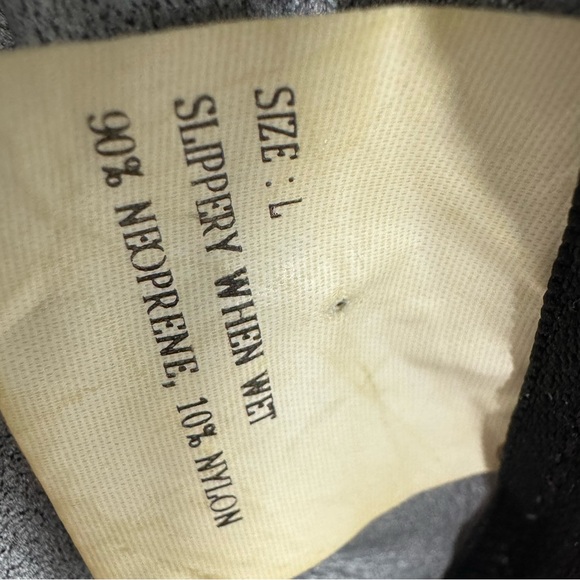 SIZE : L
SLIPPERY WHEN WET
90% NEOPRENE, 10% NYLON